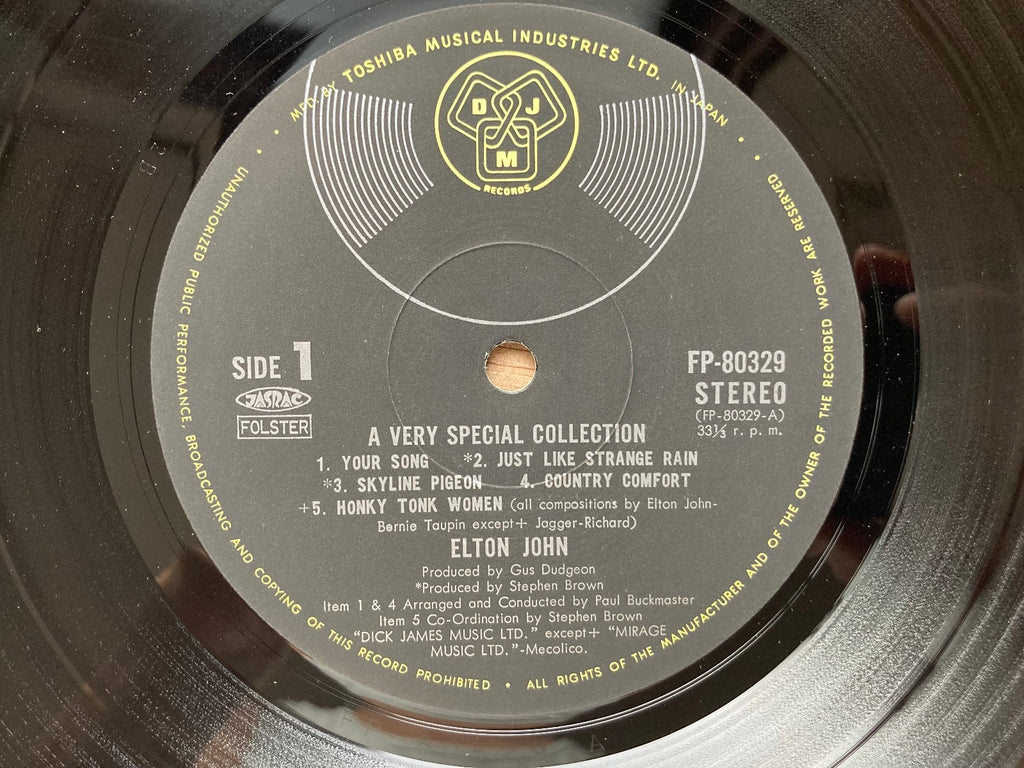 MFD. BY TOSHIBA MUSICAL INDUSTRIES LTD. IN JAPAN
D J
M
RECORDS
SIDE 1
JASRAC
FOLSTER
FP-80329
STEREO
(FP-80329-A)
33⅓ r. p. m.
A VERY SPECIAL COLLECTION
1. YOUR SONG *2. JUST LIKE STRANGE RAIN
*3. SKYLINE PIGEON 4. COUNTRY COMFORT
+5. HONKY TONK WOMEN (all compositions by Elton John-
Bernie Taupin except+ Jagger-Richard)
ELTON JOHN
Produced by Gus Dudgeon
*Produced by Stephen Brown
Item 1 & 4 Arranged and Conducted by Paul Buckmaster
Item 5 Co-Ordination by Stephen Brown
"DICK JAMES MUSIC LTD." except+ "MIRAGE
MUSIC LTD."-Mecolico.
• UNAUTHORIZED PUBLIC PERFORMANCE, BROADCASTING AND COPYING OF THIS RECORD PROHIBITED • ALL RIGHTS OF THE MANUFACTURER AND OF THE OWNER OF THE RECORDED WORK ARE RESERVED •